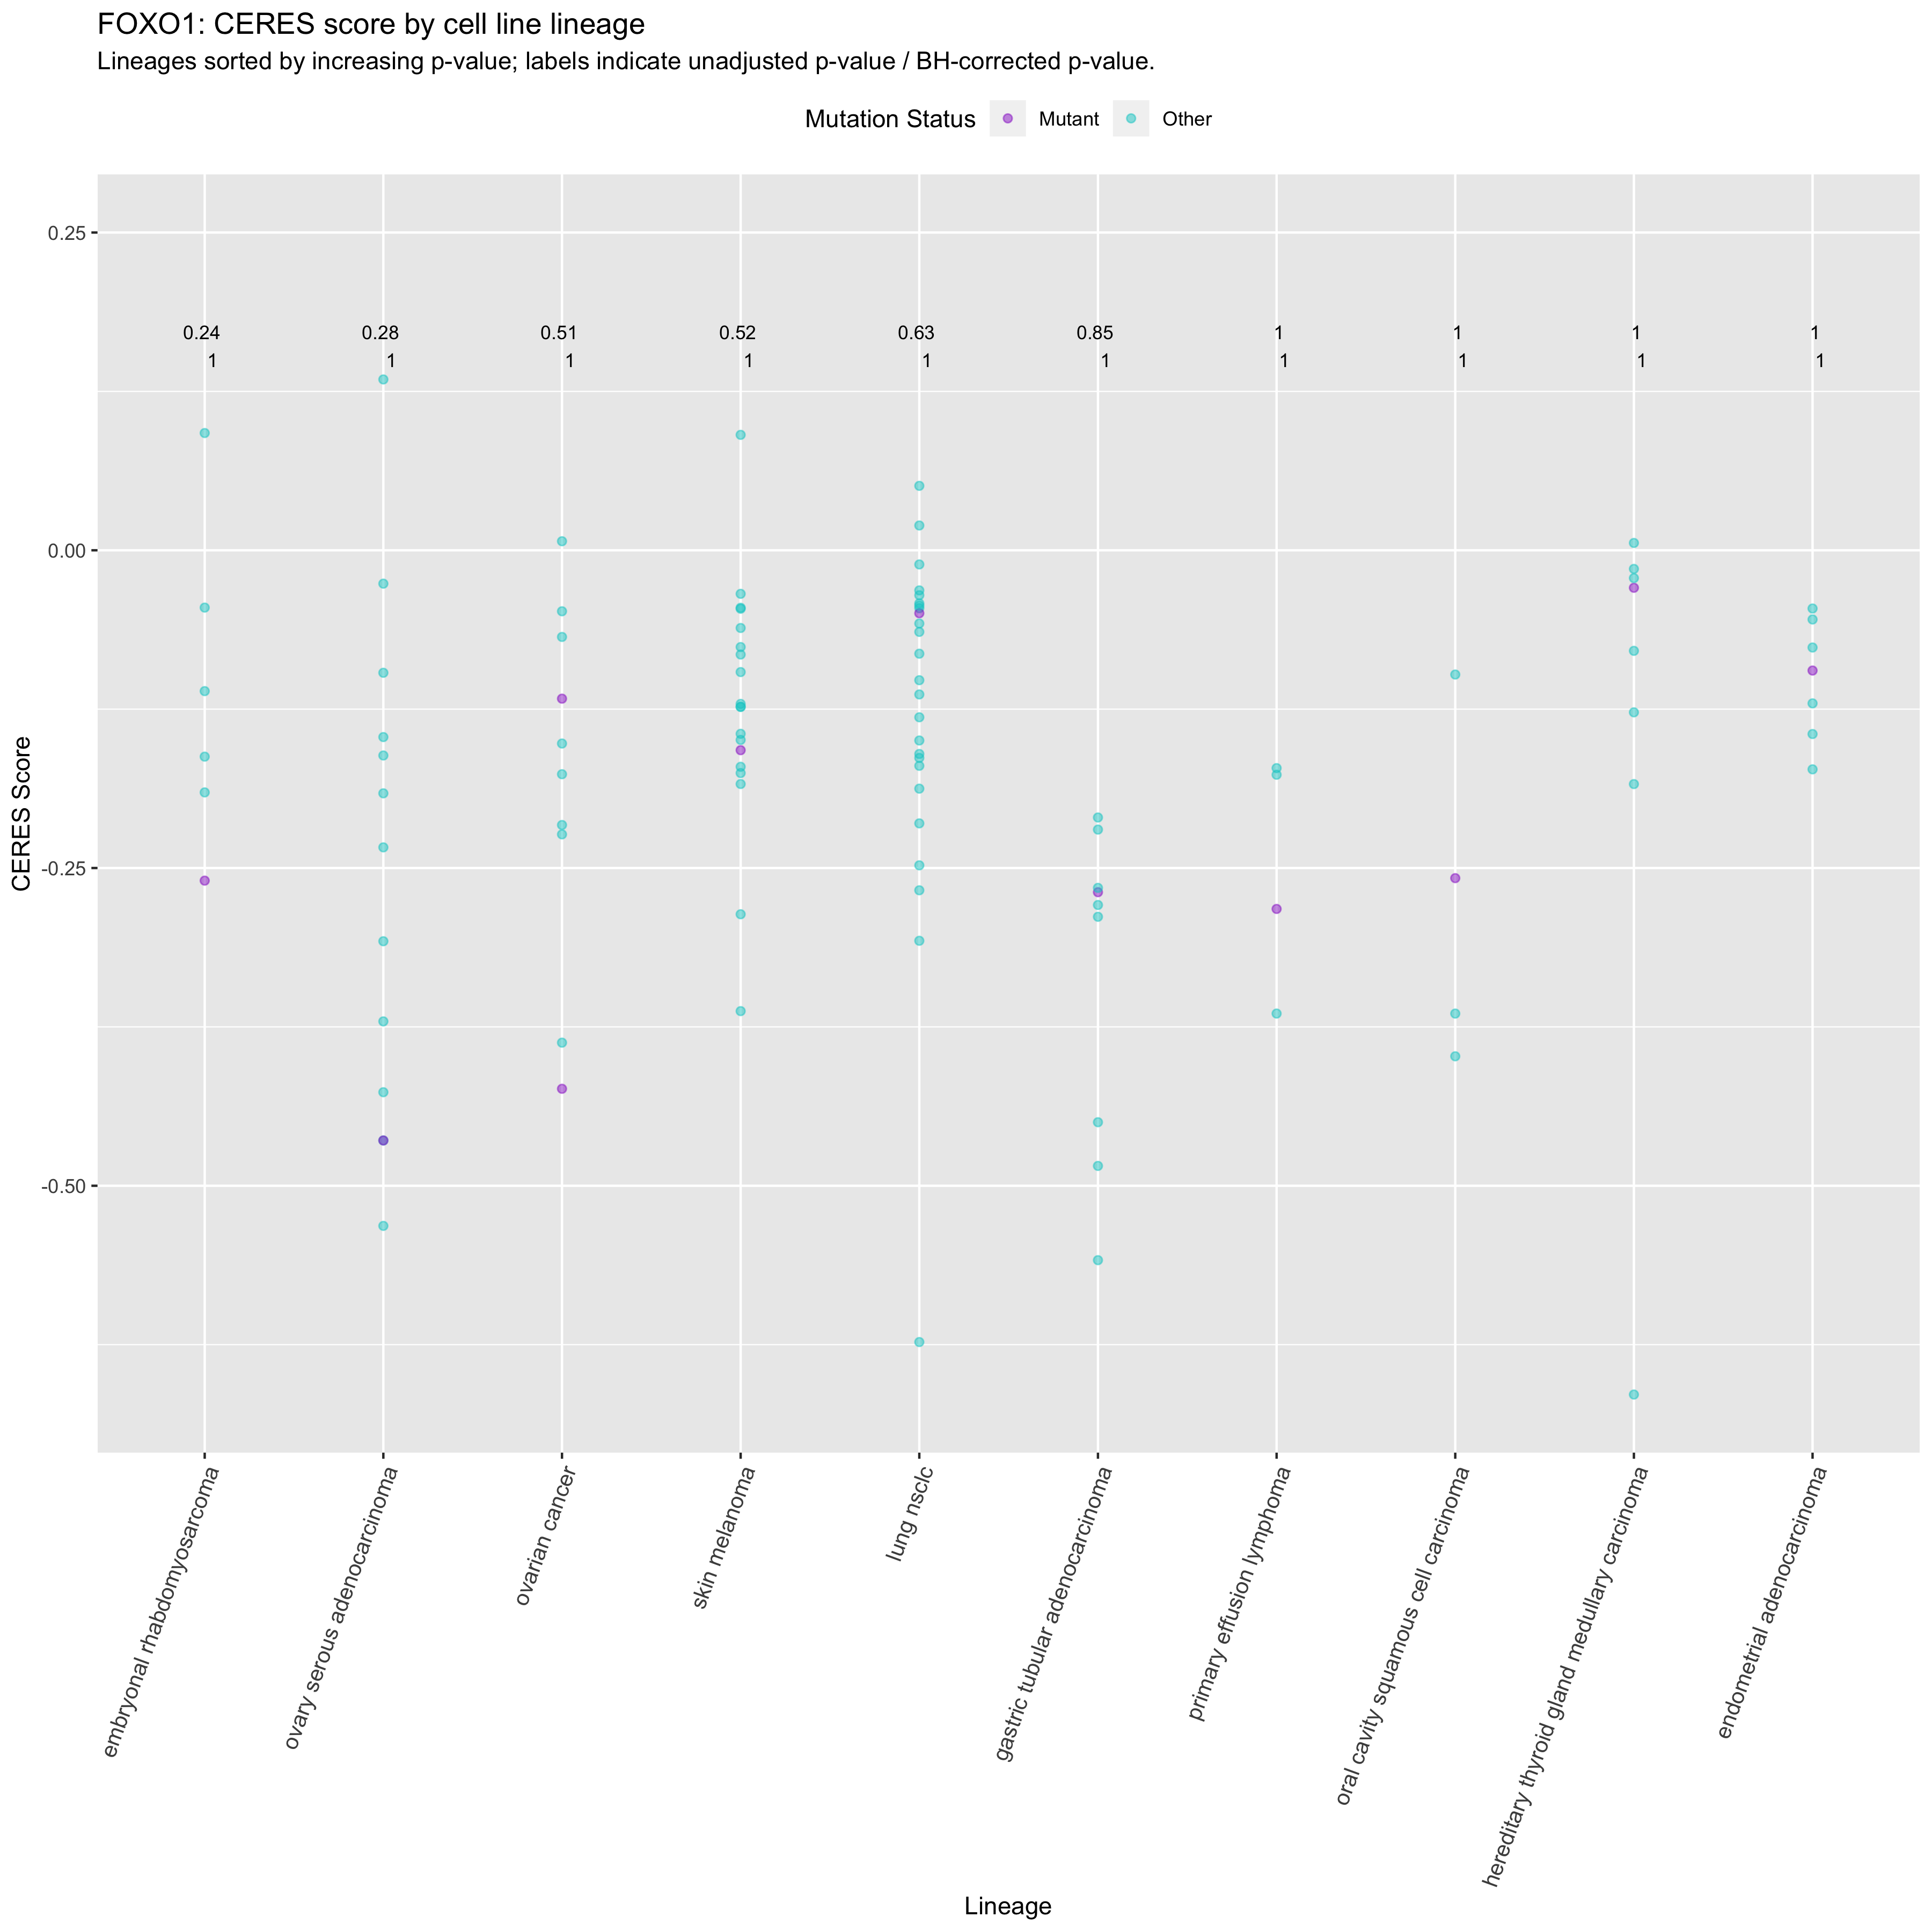 FOXO1: CERES score by cell line lineage
Lineages sorted by increasing p-value; labels indicate unadjusted p-value / BH-corrected p-value.
Mutation Status Mutant Other
0.25
0.24 0.28 0.51 0.52 0.63 0.85 1 1 1 1
1 1 1 1 1 1 1 1 1 1
0.00
-0.25
-0.50
CERES Score
embryonal rhabdomyosarcoma
ovary serous adenocarcinoma
ovarian cancer
skin melanoma
lung nsclc
gastric tubular adenocarcinoma
primary effusion lymphoma
oral cavity squamous cell carcinoma
hereditary thyroid gland medullary carcinoma
endometrial adenocarcinoma
Lineage